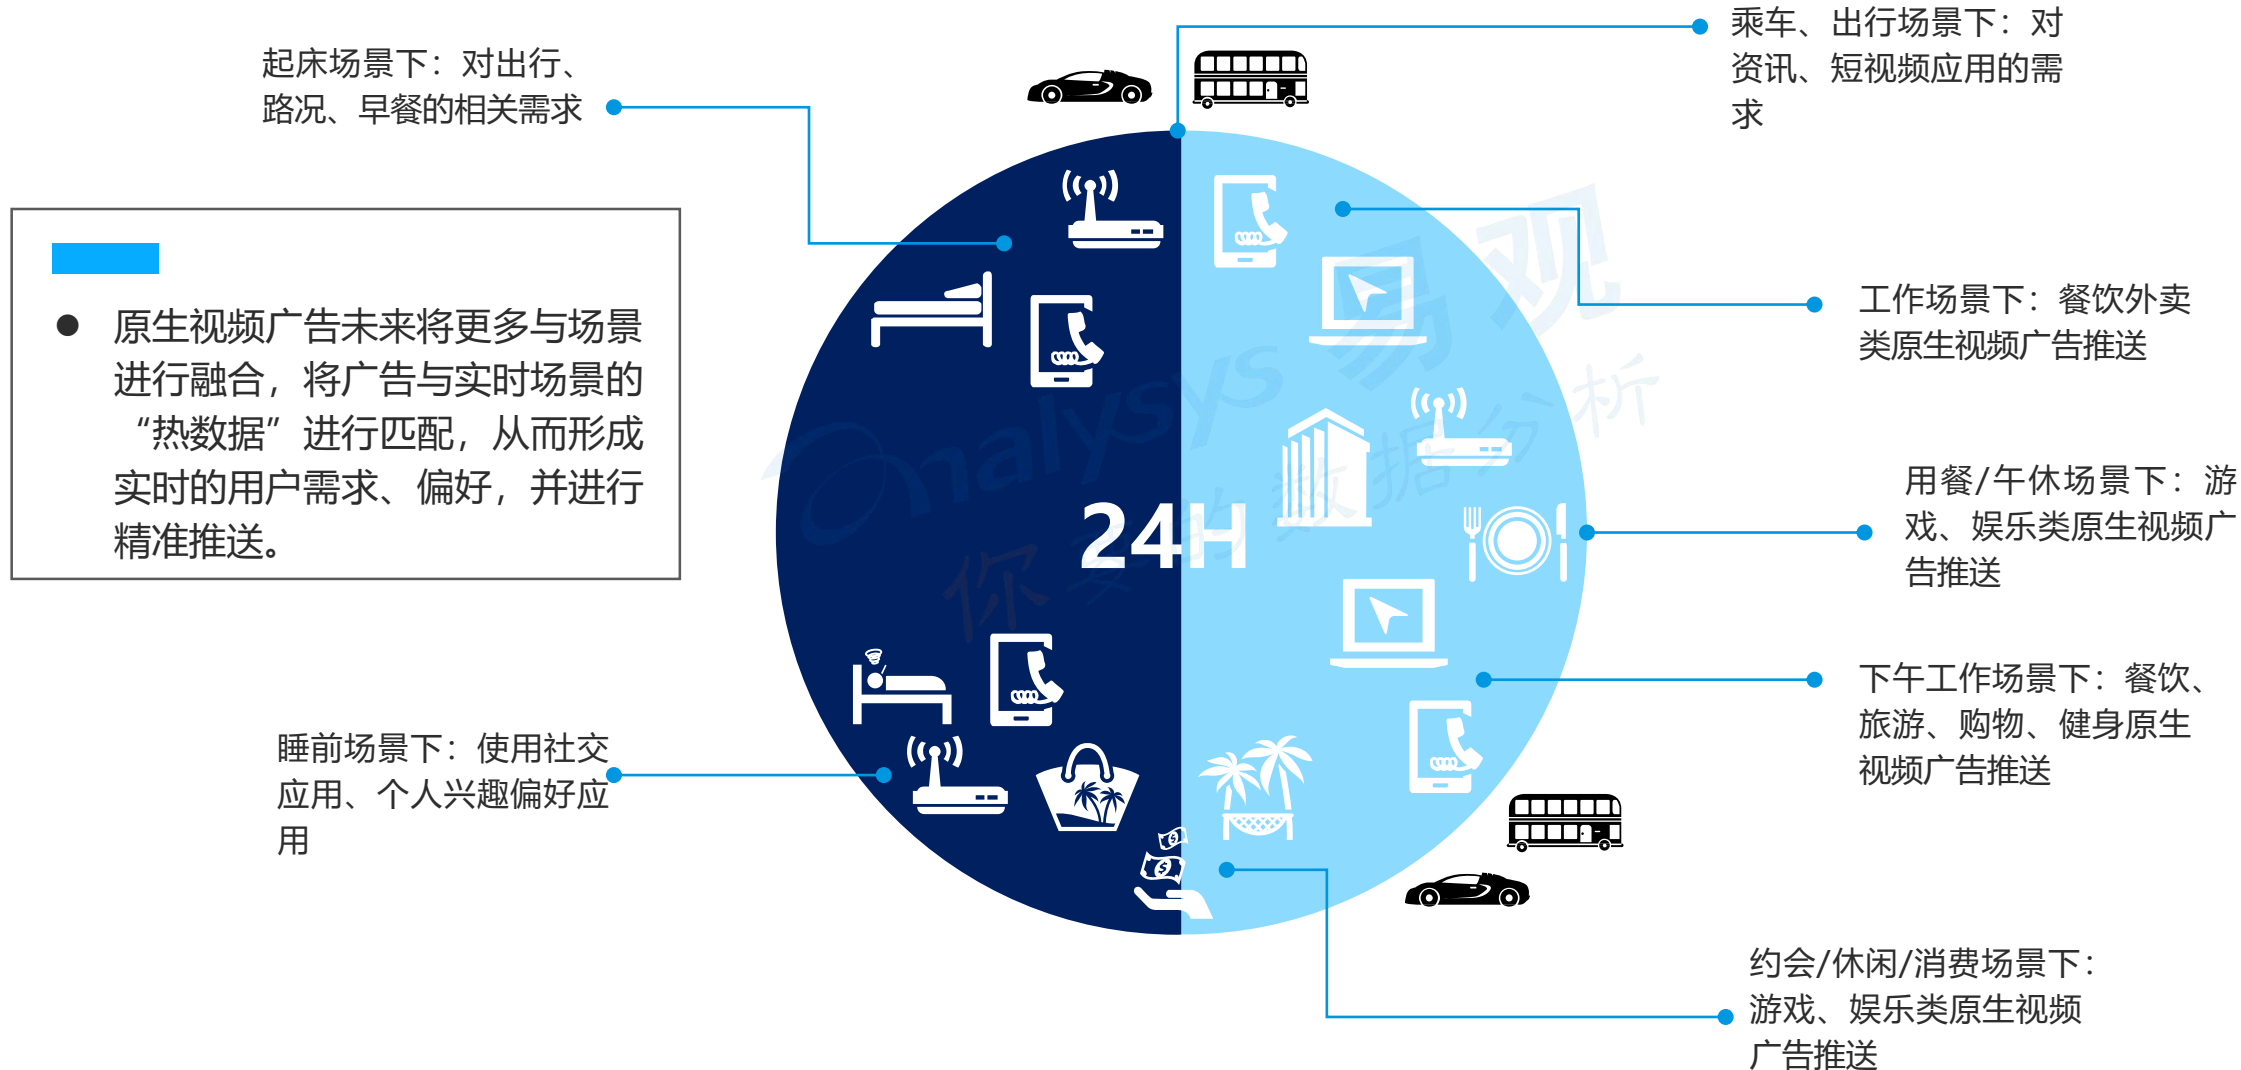 起床场景下：对出行、
路况、早餐的相关需求
乘车、出行场景下：对
资讯、短视频应用的需
求
● 原生视频广告未来将更多与场景
进行融合，将广告与实时场景的
“热数据”进行匹配，从而形成
实时的用户需求、偏好，并进行
精准推送。
工作场景下：餐饮外卖
类原生视频广告推送
用餐/午休场景下：游
戏、娱乐类原生视频广
告推送
24H
下午工作场景下：餐饮、
旅游、购物、健身原生
视频广告推送
睡前场景下：使用社交
应用、个人兴趣偏好应
用
约会/休闲/消费场景下：
游戏、娱乐类原生视频
广告推送
analysys 易观
你要的数据分析